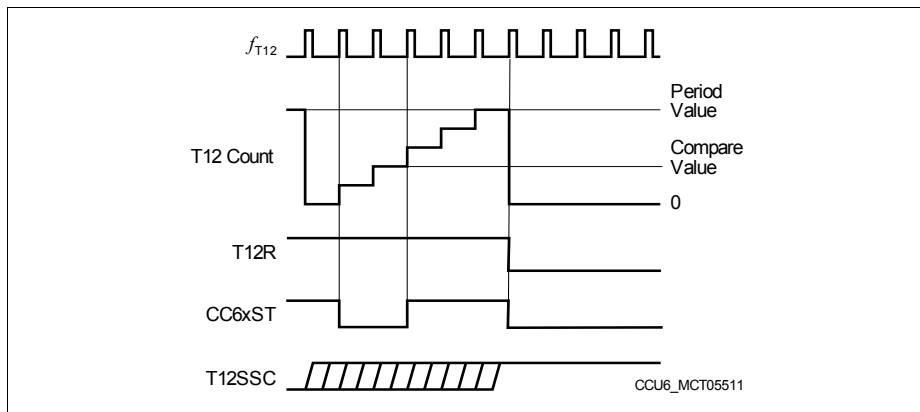 fT12
Period
Value
T12 Count
Compare
Value
0
T12R
CC6xST
T12SSC
CCU6_MCT05511